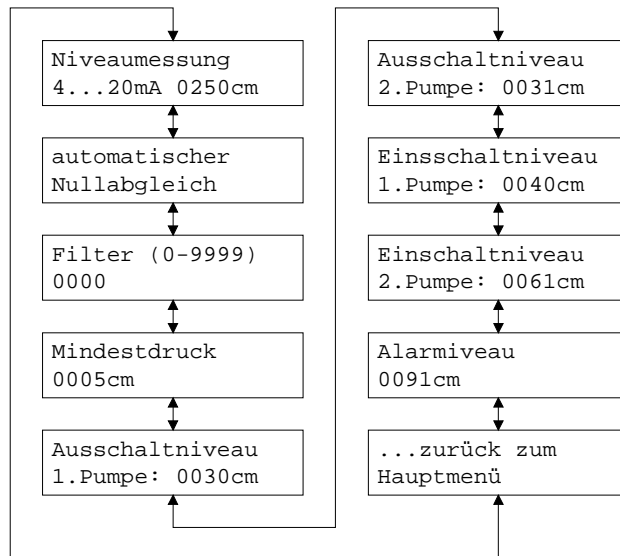 Niveaumessung
4...20mA 0250cm
automatischer
Nullabgleich
Filter (0-9999)
0000
Mindestdruck
0005cm
Ausschaltniveau
1.Pumpe: 0030cm
Ausschaltniveau
2.Pumpe: 0031cm
Einsschaltniveau
1.Pumpe: 0040cm
Einschaltniveau
2.Pumpe: 0061cm
Alarmiveau
0091cm
...zurück zum
Hauptmenü